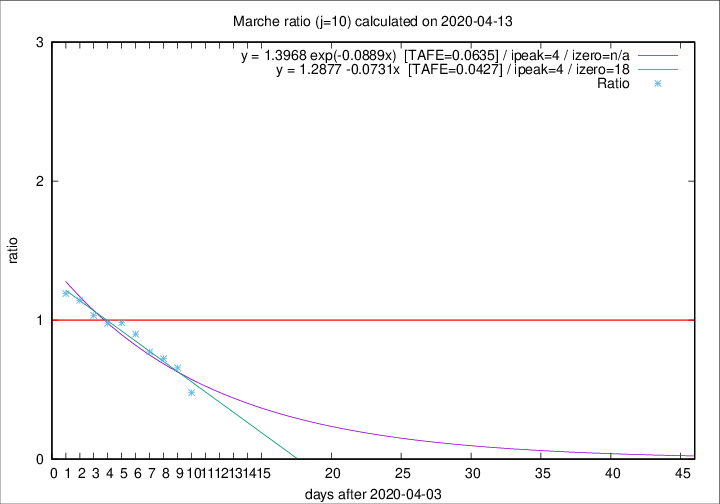 Marche ratio (j=10) calculated on 2020-04-13
y = 1.3968 exp(-0.0889x)  [TAFE=0.0635] / ipeak=4 / izero=n/a
y = 1.2877 -0.0731x  [TAFE=0.0427] / ipeak=4 / izero=18
Ratio
3
2
1
0
ratio
0 1 2 3 4 5 6 7 8 9 10 11 12 13 14 15 20 25 30 35 40 45
days after 2020-04-03